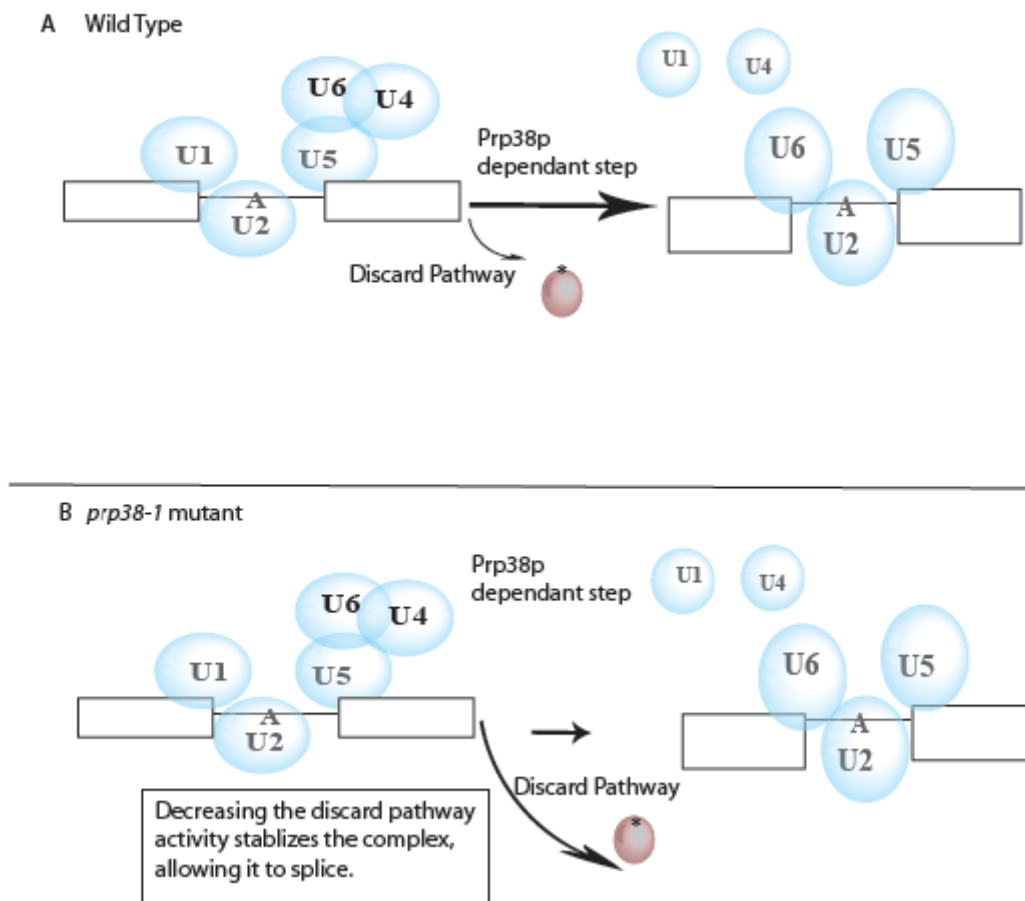 A Wild Type
U1
U4
U6
U4
U1
U5
Prp38p
dependant step
U6
U5
A
U2
A
U2
Discard Pathway
*
B prp38-1 mutant
Prp38p
dependant step
U1
U4
U6
U4
U1
U5
U6
U5
A
U2
A
U2
Discard Pathway
*
Decreasing the discard pathway
activity stablizes the complex,
allowing it to splice.